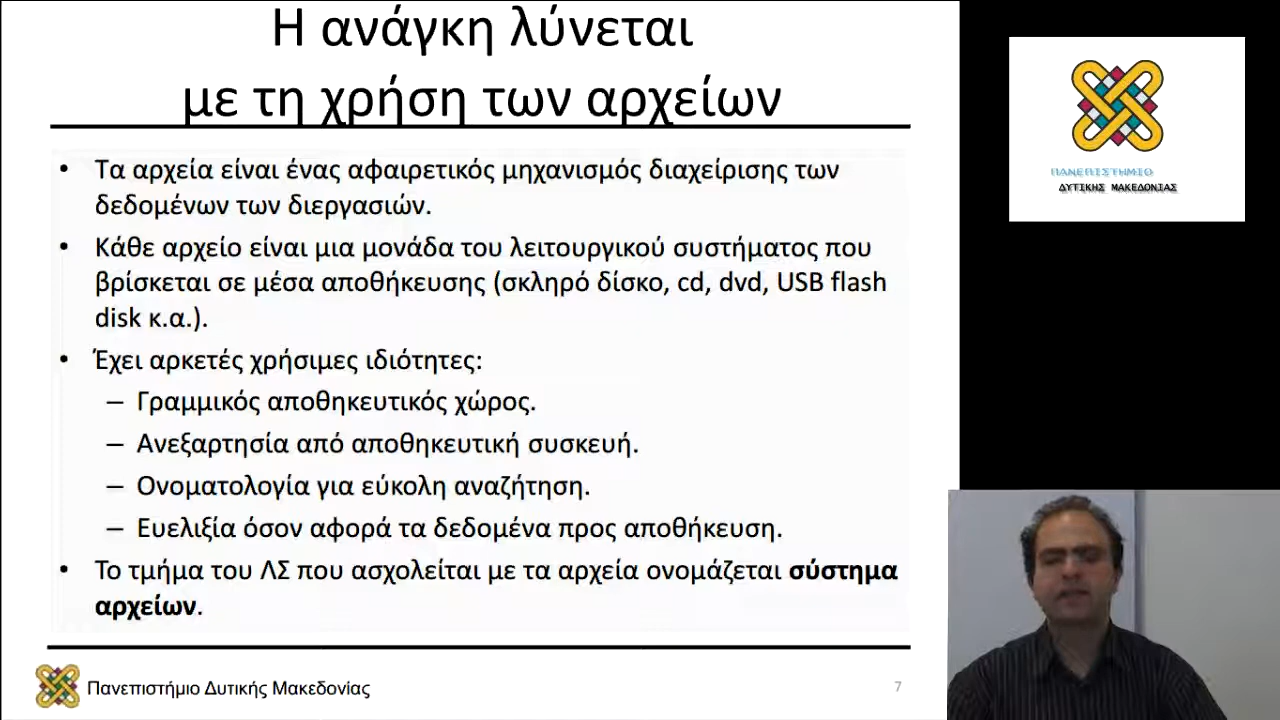 Η ανάγκη λύνεται
με τη χρήση των αρχείων
• Τα αρχεία είναι ένας αφαιρετικός μηχανισμός διαχείρισης των
δεδομένων των διεργασιών.
• Κάθε αρχείο είναι μια μονάδα του λειτουργικού συστήματος που
βρίσκεται σε μέσα αποθήκευσης (σκληρό δίσκο, cd, dvd, USB flash
disk κ.α.).
• Έχει αρκετές χρήσιμες ιδιότητες:
– Γραμμικός αποθηκευτικός χώρος.
– Ανεξαρτησία από αποθηκευτική συσκευή.
– Ονοματολογία για εύκολη αναζήτηση.
– Ευελιξία όσον αφορά τα δεδομένα προς αποθήκευση.
• Το τμήμα του ΛΣ που ασχολείται με τα αρχεία ονομάζεται σύστημα
αρχείων.
Πανεπιστήμιο Δυτικής Μακεδονίας
7
ΠΑΝΕΠΙΣΤΗΜΙΟ
ΔΥΤΙΚΗΣ ΜΑΚΕΔΟΝΙΑΣ